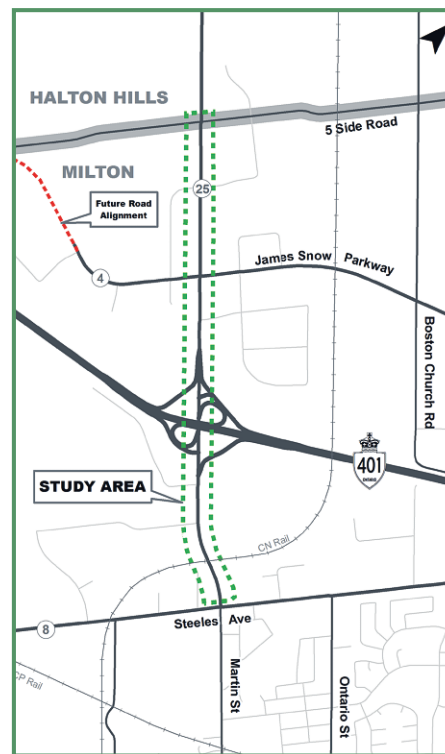 HALTON HILLS
5 Side Road
MILTON
25
Future Road
Alignment
James Snow Parkway
4
Boston Church Rd
401
STUDY AREA
CN Rail
8
Steeles Ave
Martin St
Ontario St
CP Rail